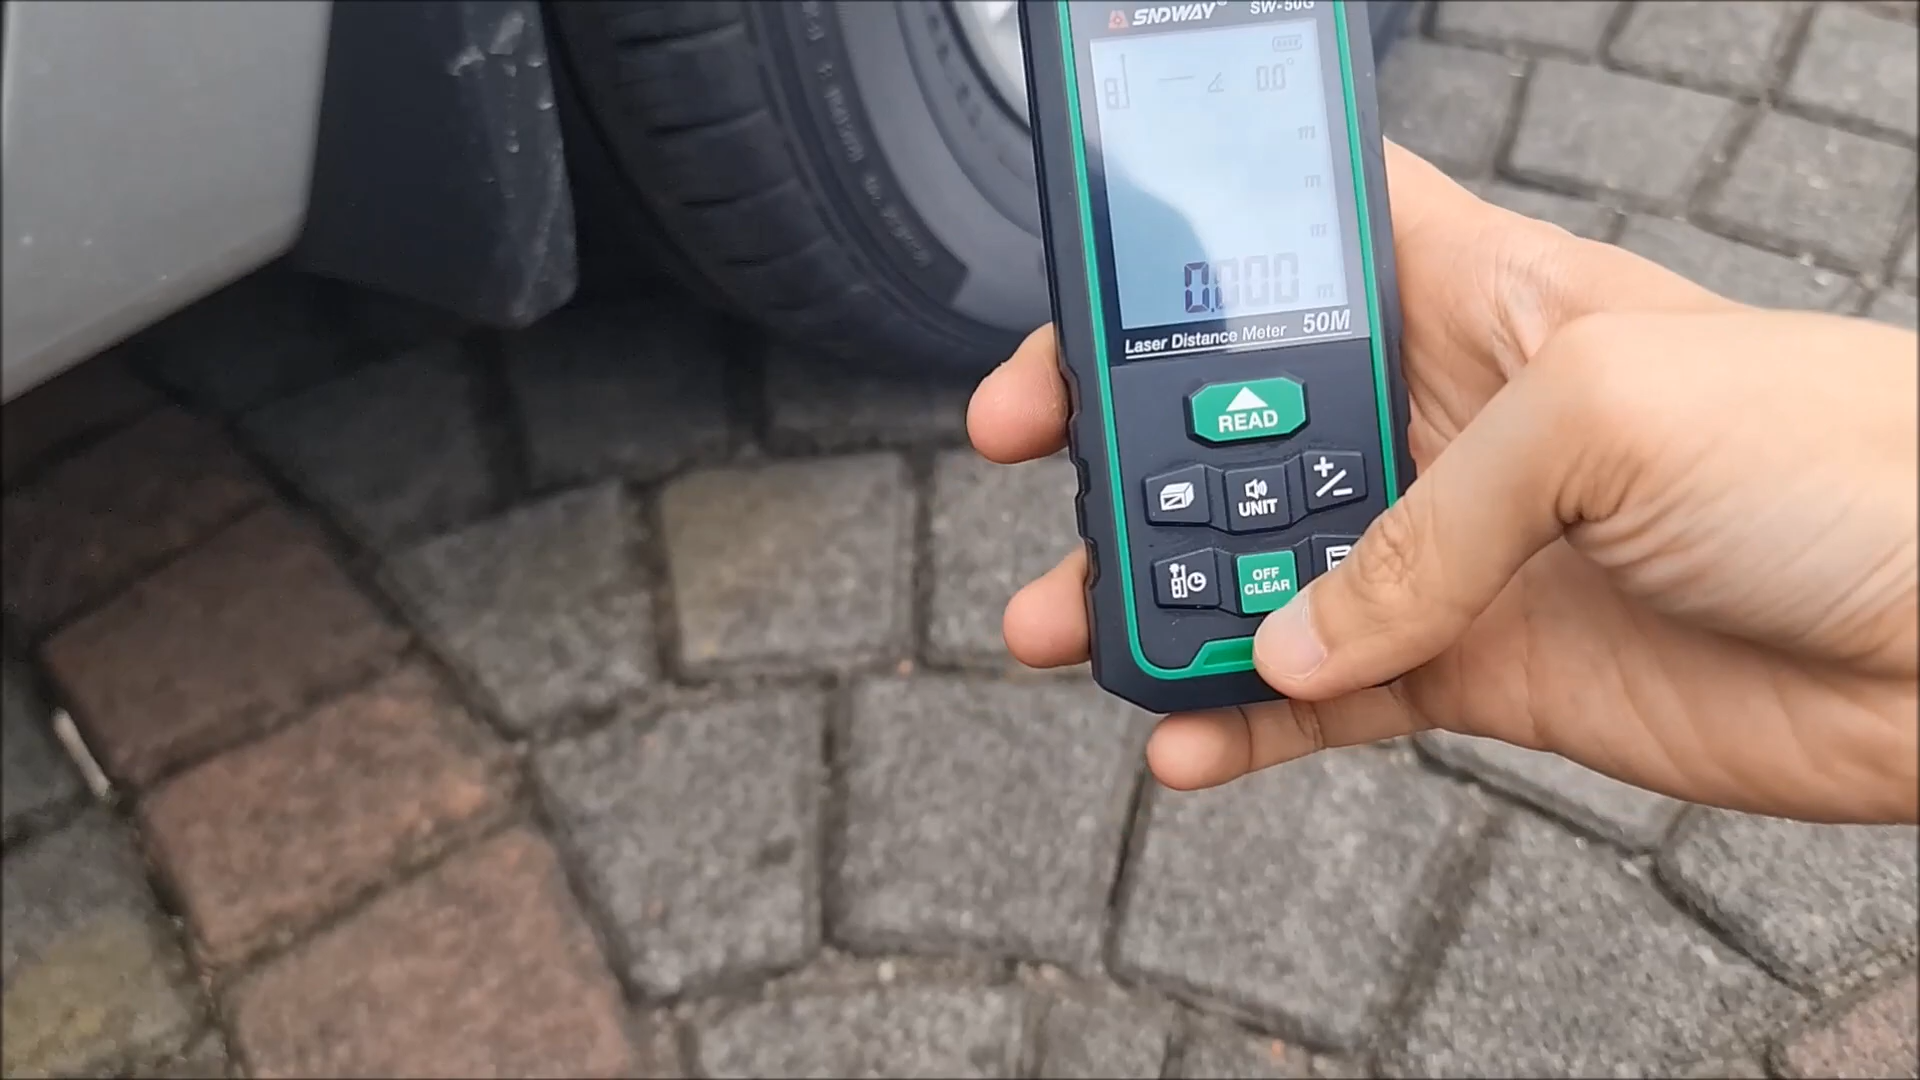 SNDWAY® SW-50G
0.0°
m
m
m
0.000 m
Laser Distance Meter 50M
READ
UNIT
+/-
OFF
CLEAR